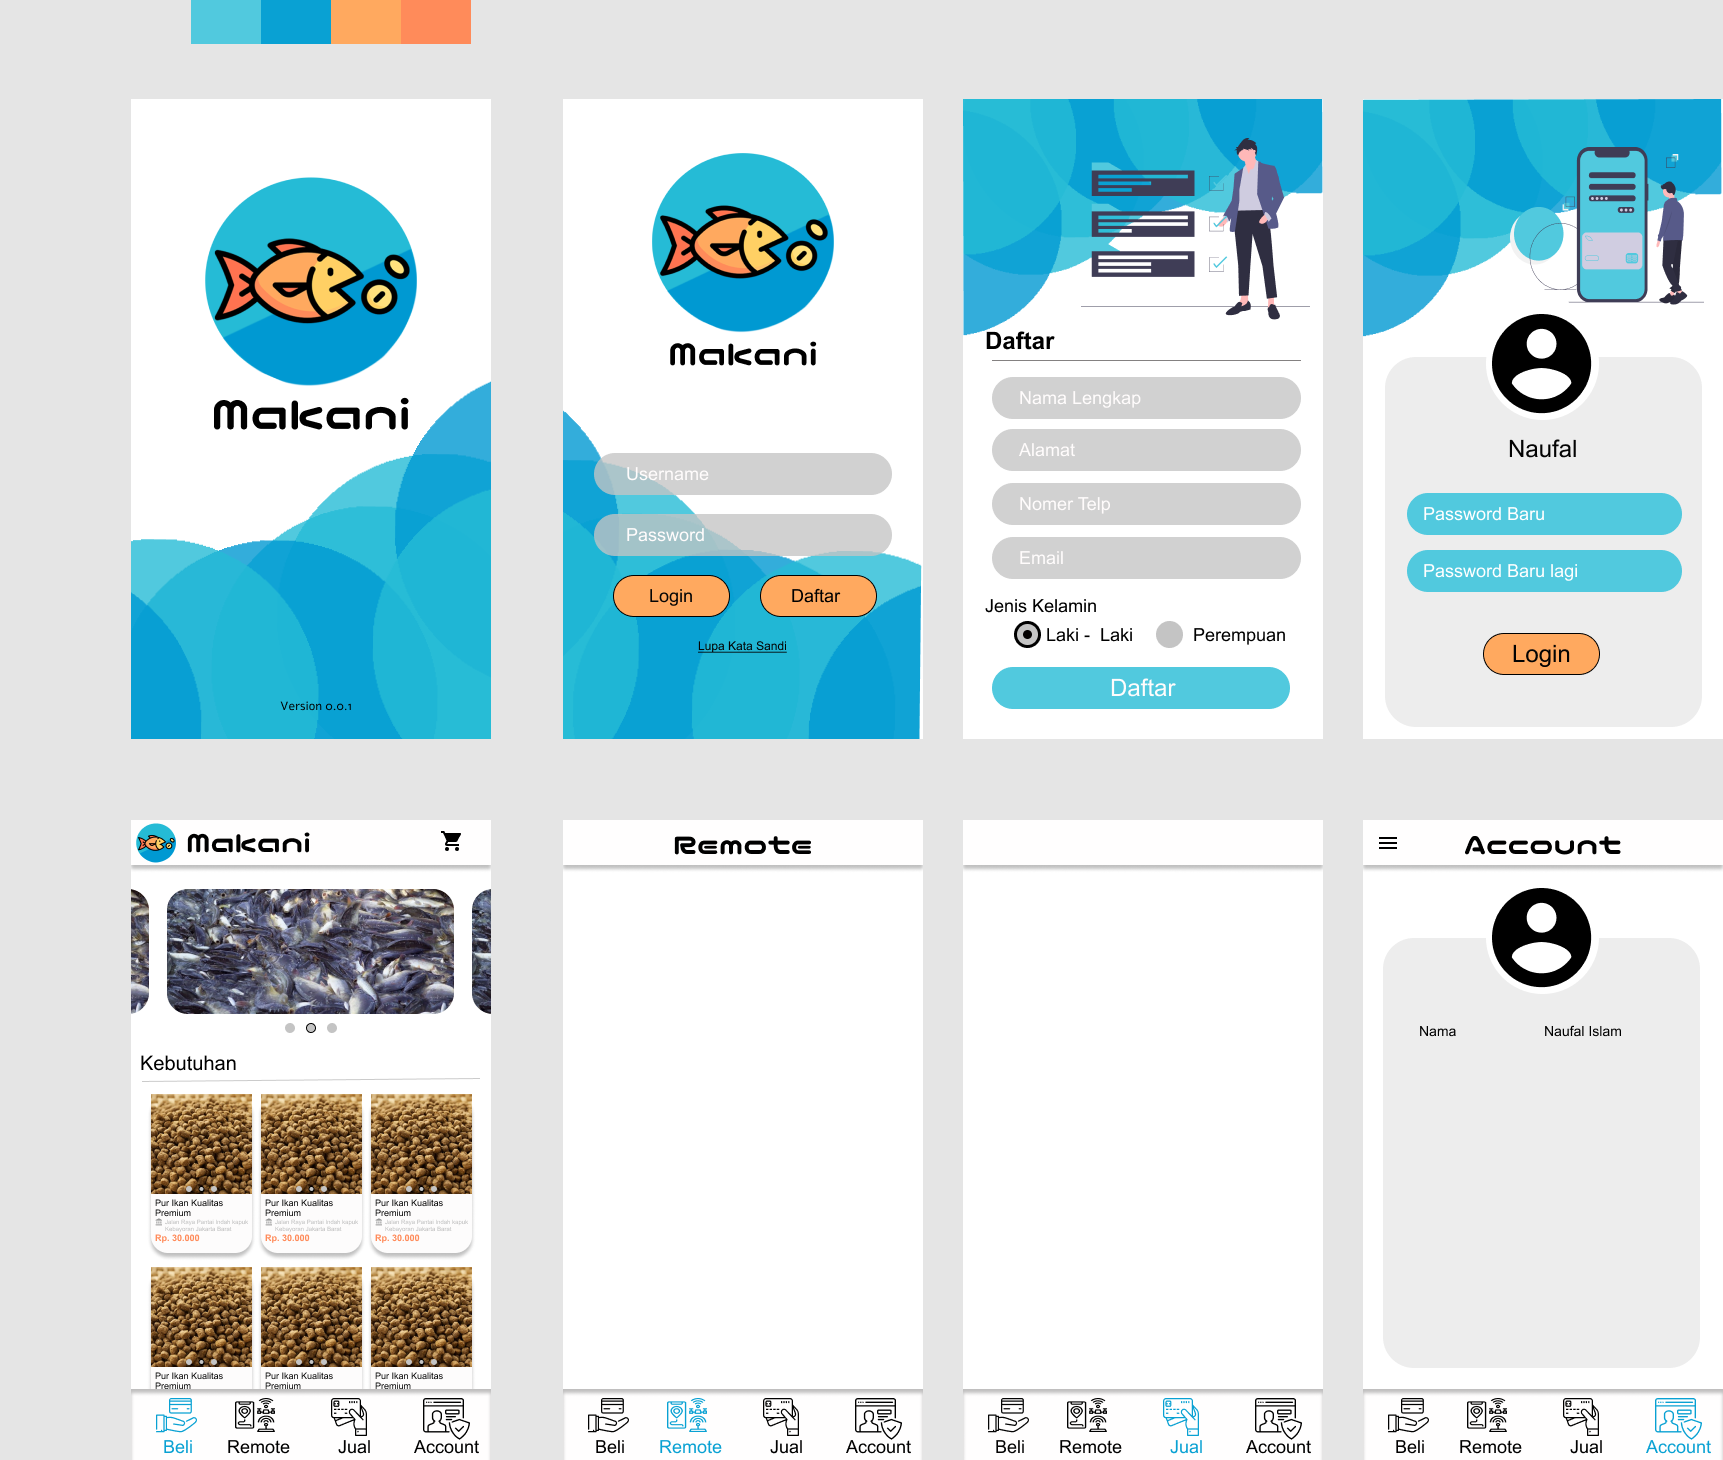 Makani
Version 0.0.1
Makani
Username
Password
Login
Daftar
Lupa Kata Sandi
Daftar
Nama Lengkap
Alamat
Nomer Telp
Email
Jenis Kelamin
Laki - Laki
Perempuan
Daftar
Naufal
Password Baru
Password Baru lagi
Login
Makani
Kebutuhan
Pur Ikan Kualitas
Premium
Jalan Raya Pantai Indah kapuk
Kebayoran Jakarta Barat
Rp. 30.000
Pur Ikan Kualitas
Premium
Jalan Raya Pantai Indah kapuk
Kebayoran Jakarta Barat
Rp. 30.000
Pur Ikan Kualitas
Premium
Jalan Raya Pantai Indah kapuk
Kebayoran Jakarta Barat
Rp. 30.000
Pur Ikan Kualitas
Premium
Pur Ikan Kualitas
Premium
Pur Ikan Kualitas
Premium
Beli
Remote
Jual
Account
Remote
Beli
Remote
Jual
Account
Beli
Remote
Jual
Account
Account
Nama
Naufal Islam
Beli
Remote
Jual
Account